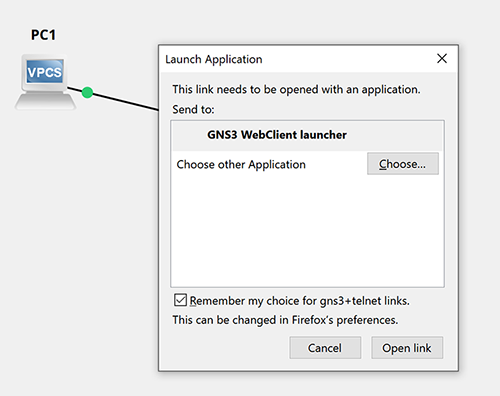 PC1
VPCS
Launch Application
This link needs to be opened with an application.
Send to:
GNS3 WebClient launcher
Choose other Application
Choose...
Remember my choice for gns3+telnet links.
This can be changed in Firefox's preferences.
Cancel
Open link